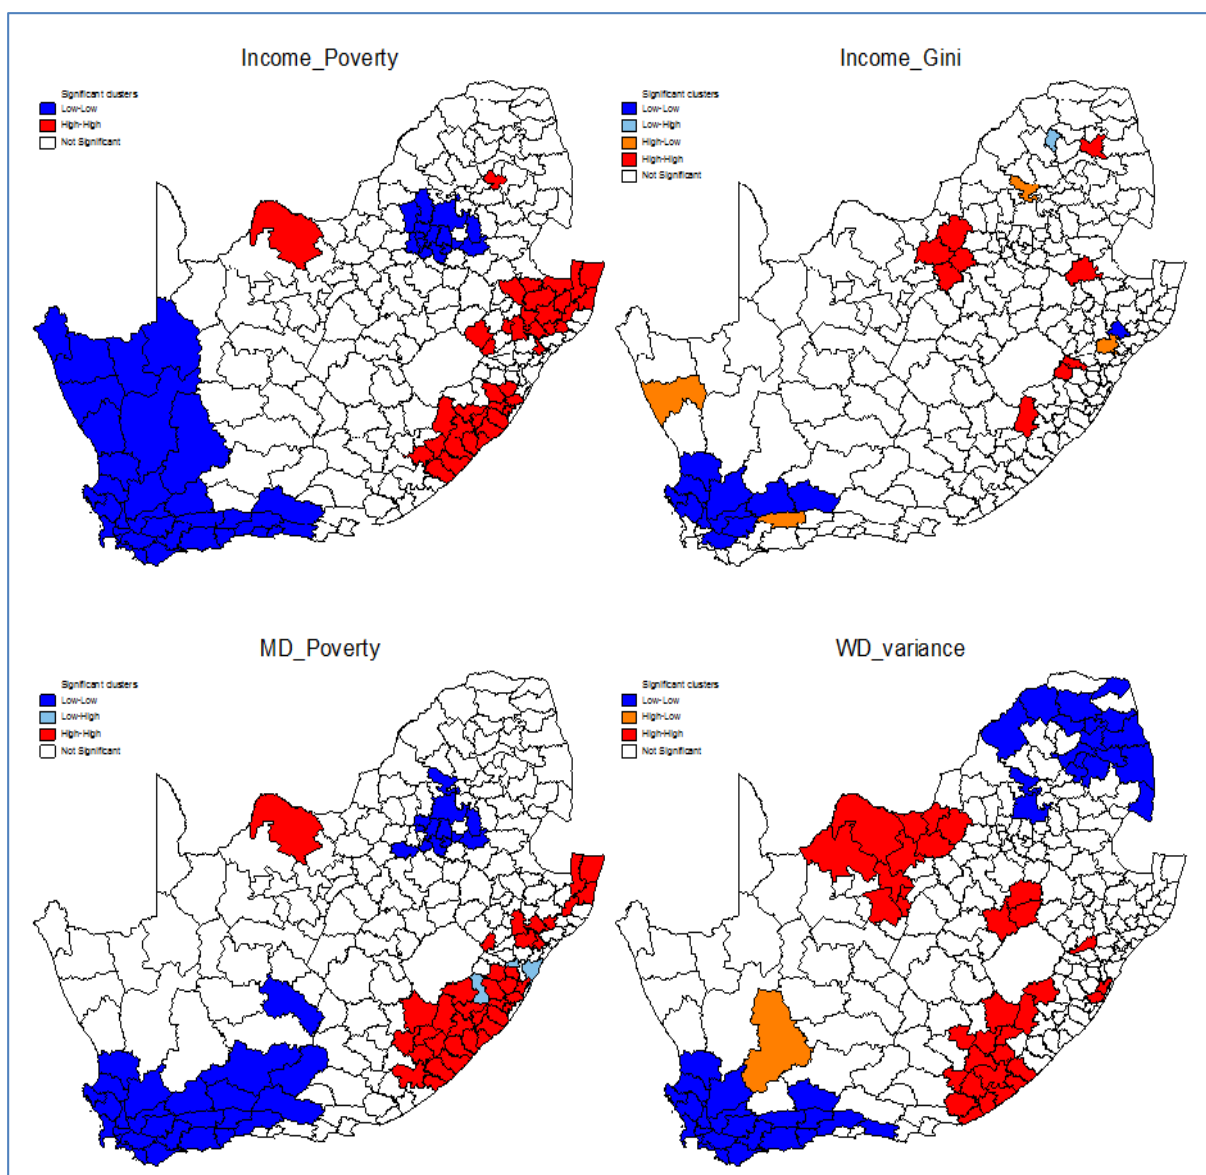 Income_Poverty
Significant clusters
Low-Low
High-High
Not Significant
Income_Gini
Significant clusters
Low-Low
Low-High
High-Low
High-High
Not Significant
MD_Poverty
Significant clusters
Low-Low
Low-High
High-High
Not Significant
WD_variance
Significant clusters
Low-Low
High-Low
High-High
Not Significant